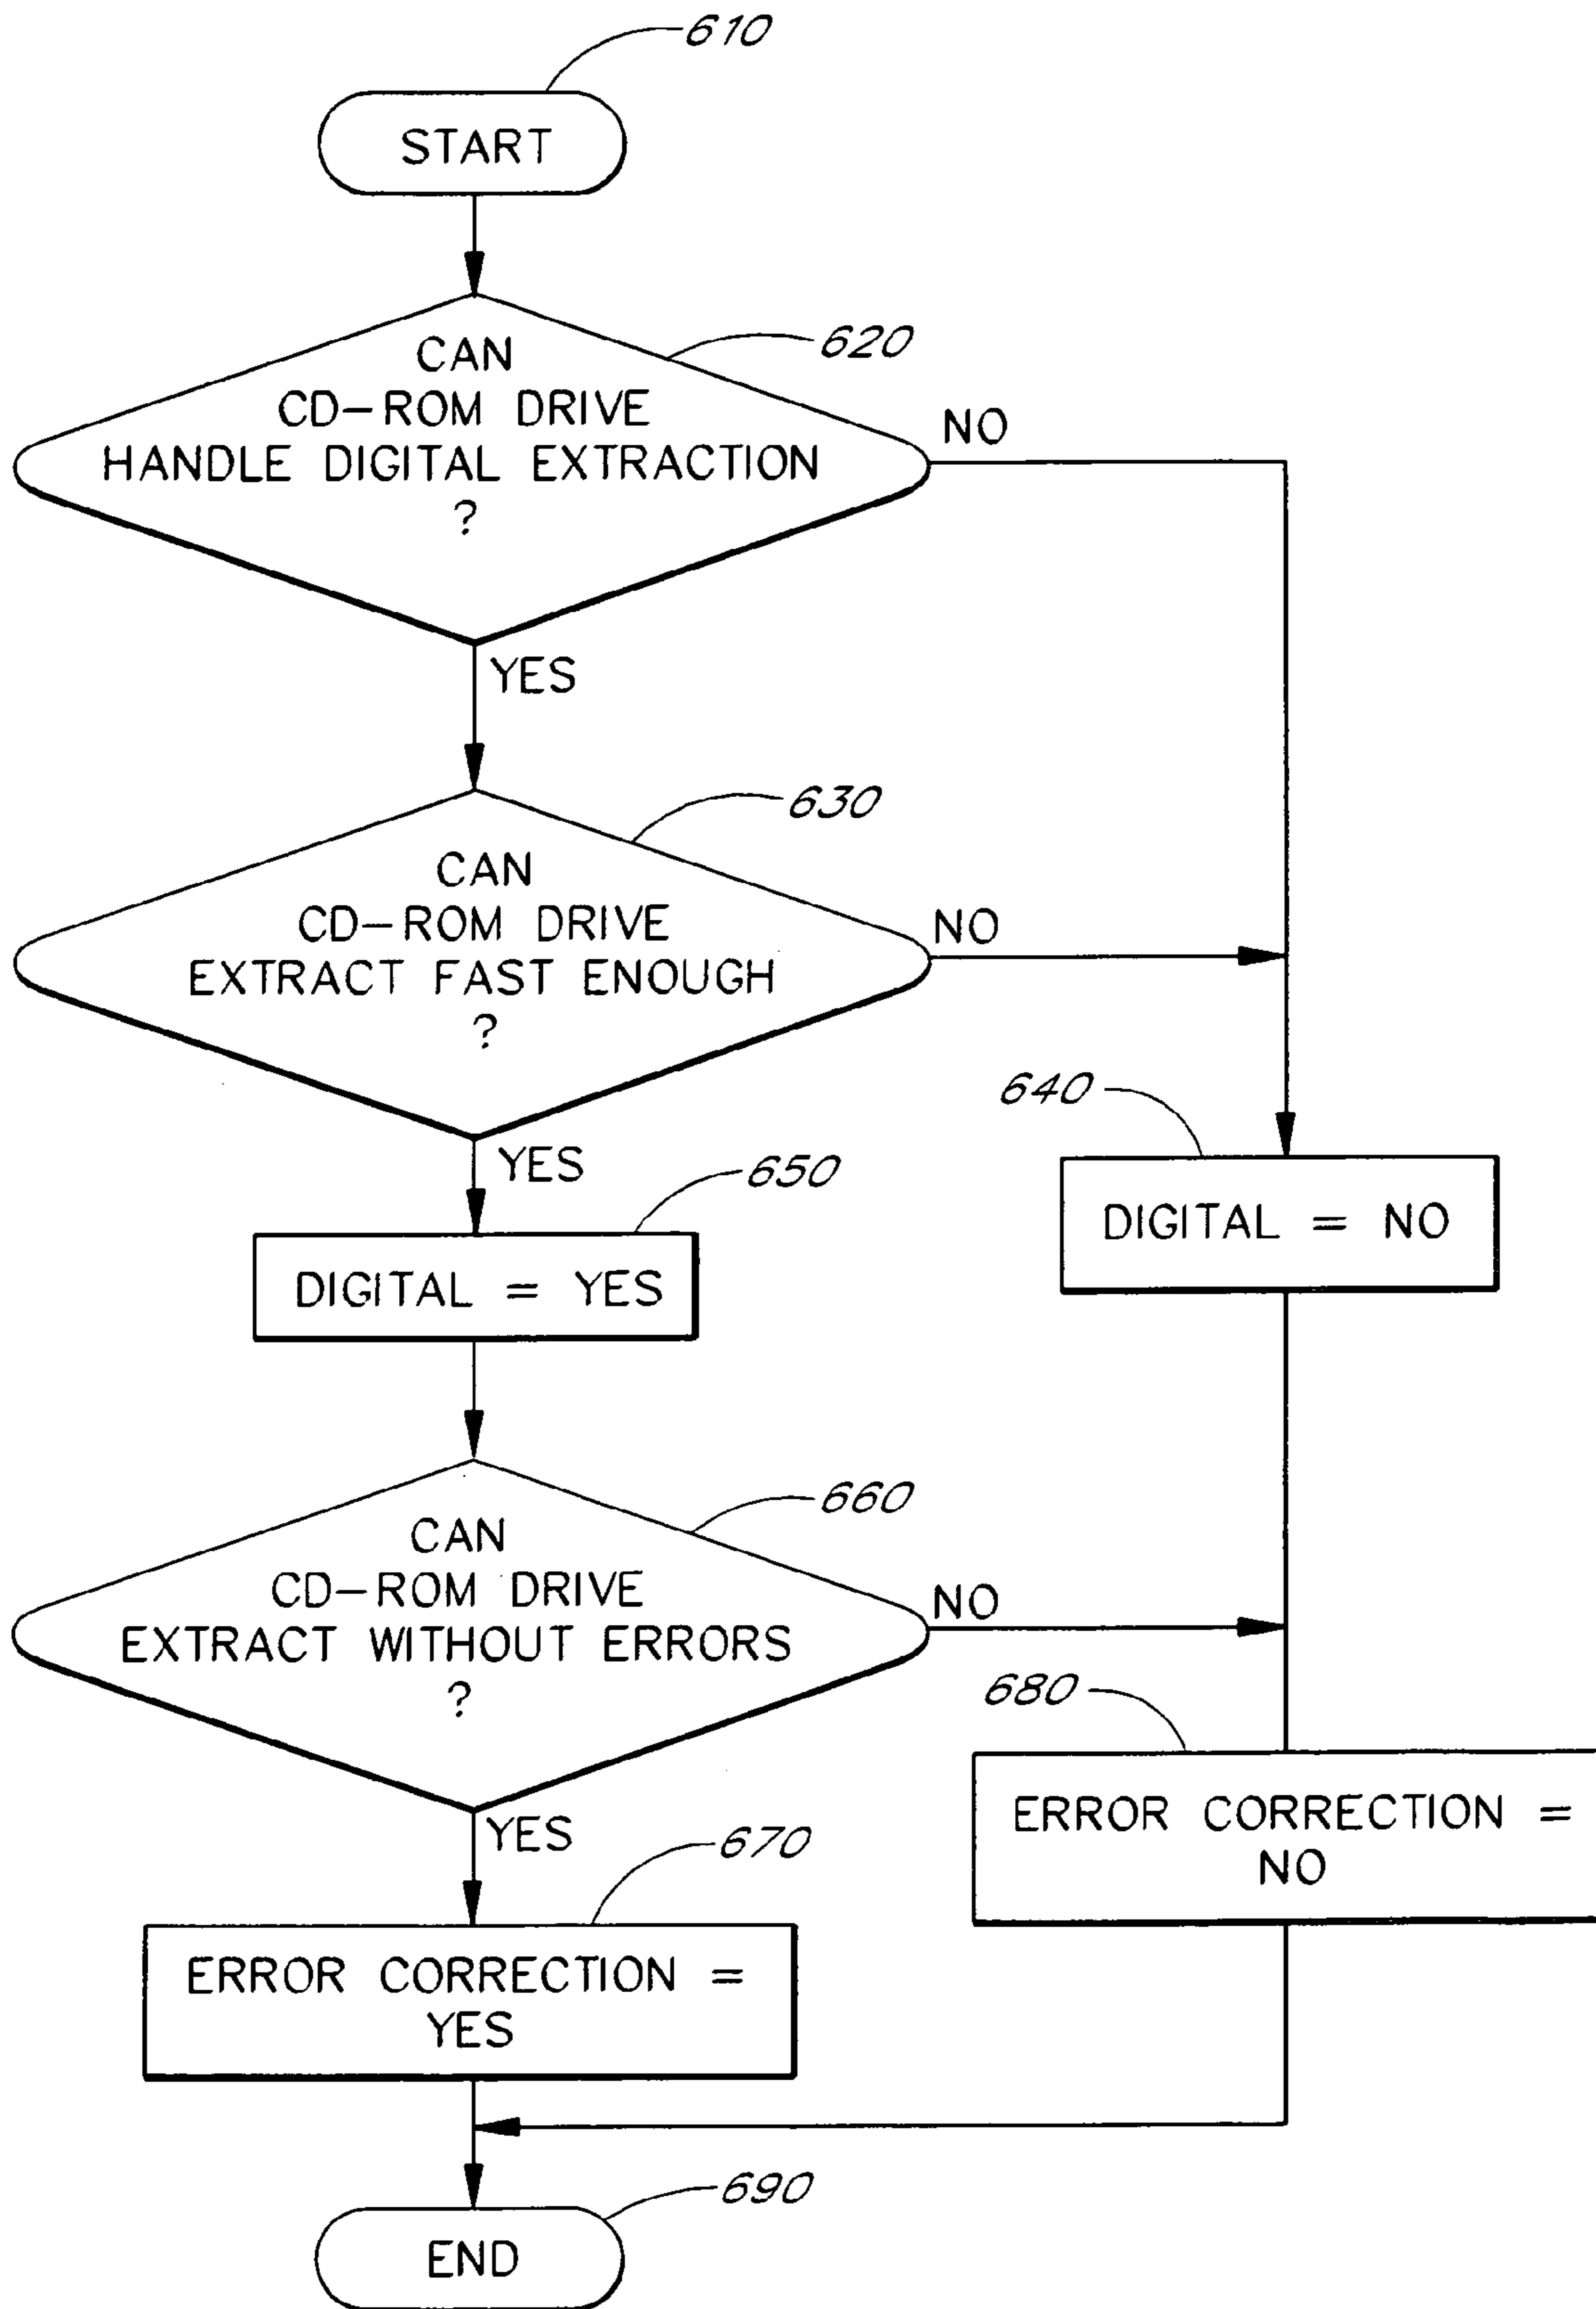 610
START
620
CAN
CD-ROM DRIVE
HANDLE DIGITAL EXTRACTION
?
NO
YES
630
CAN
CD-ROM DRIVE
EXTRACT FAST ENOUGH
?
NO
YES
640
DIGITAL = NO
650
DIGITAL = YES
660
CAN
CD-ROM DRIVE
EXTRACT WITHOUT ERRORS
?
NO
YES
680
ERROR CORRECTION =
NO
670
ERROR CORRECTION =
YES
690
END